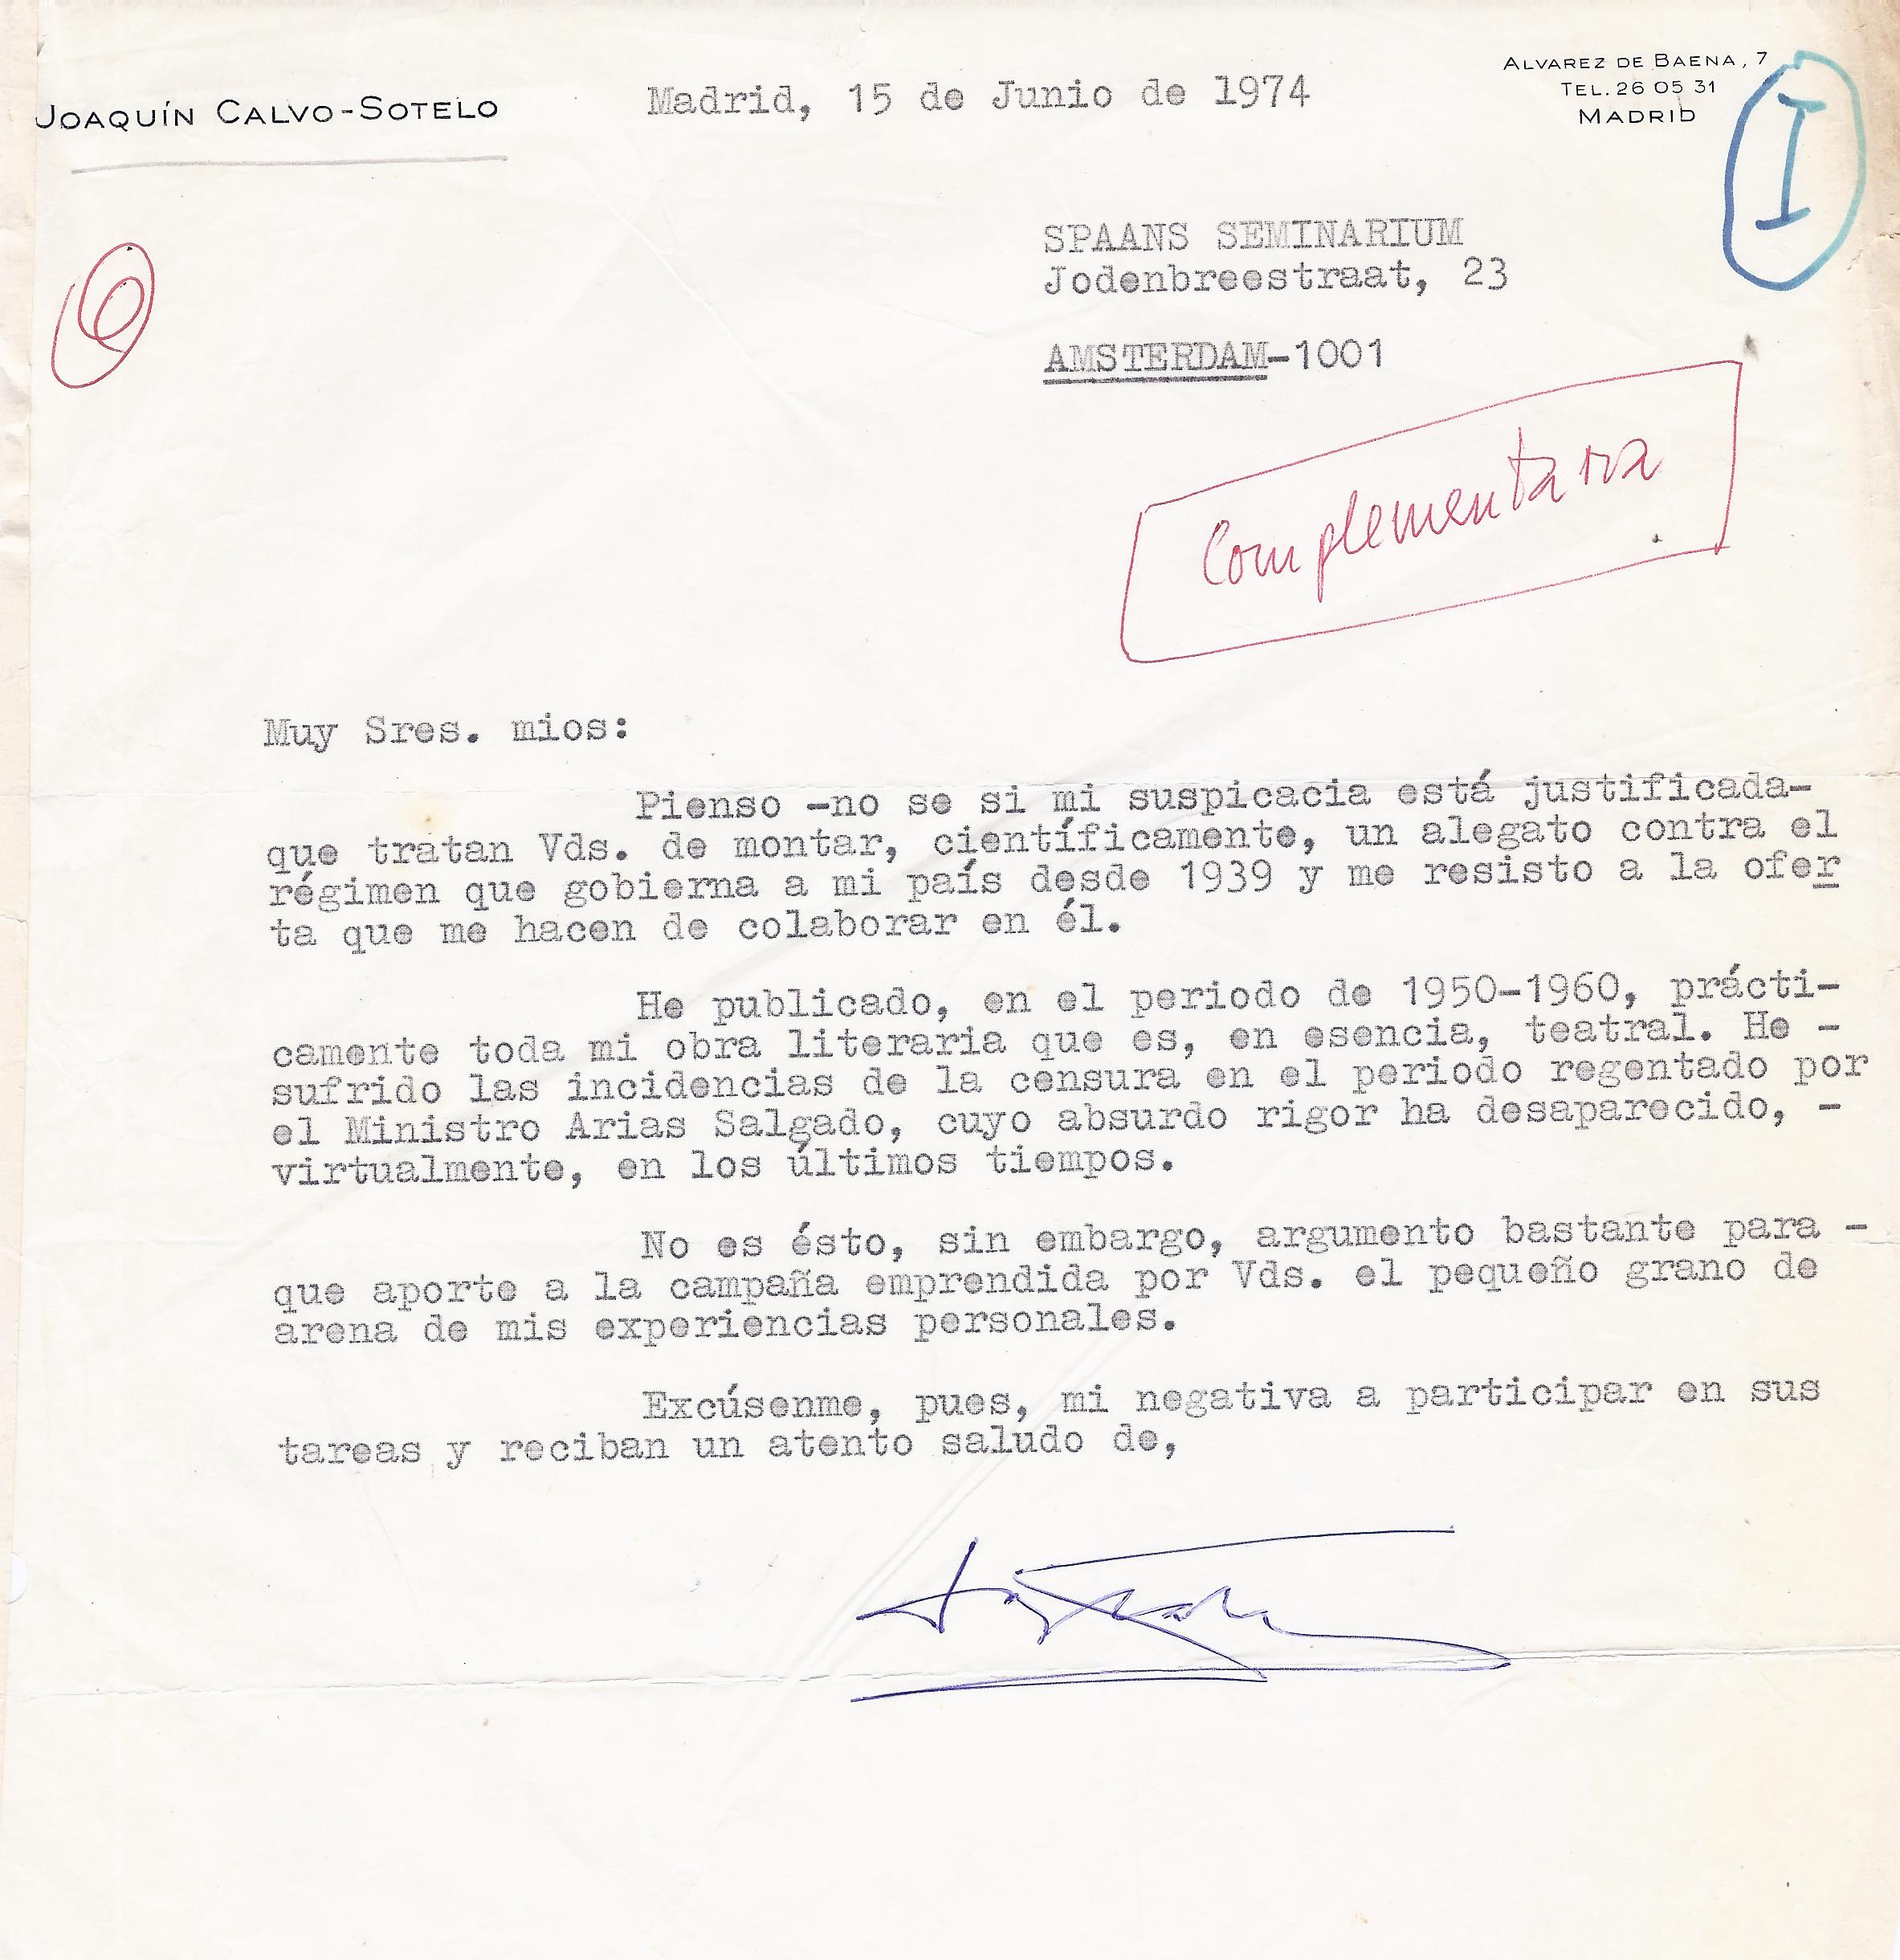 JOAQUÍN CALVO-SOTELO
Madrid, 15 de Junio de 1974
ALVAREZ DE BAENA, 7
TEL. 26 05 31
MADRID
I
SPAANS SEMINARIUM
Jodenbreestraat, 23
AMSTERDAM-1001
Complementaria
Muy Sres. mios:
Pienso -no se si mi suspicacia está justificada-
que tratan Vds. de montar, científicamente, un alegato contra el
régimen que gobierna a mi país desde 1939 y me resisto a la ofer
ta que me hacen de colaborar en él.
He publicado, en el periodo de 1950-1960, prácti-
camente toda mi obra literaria que es, en esencia, teatral. He -
sufrido las incidencias de la censura en el periodo regentado por
el Ministro Arias Salgado, cuyo absurdo rigor ha desaparecido, -
virtualmente, en los últimos tiempos.
No es ésto, sin embargo, argumento bastante para -
que aporte a la campaña emprendida por Vds. el pequeño grano de
arena de mis experiencias personales.
Excúsenme, pues, mi negativa a participar en sus
tareas y reciban un atento saludo de,